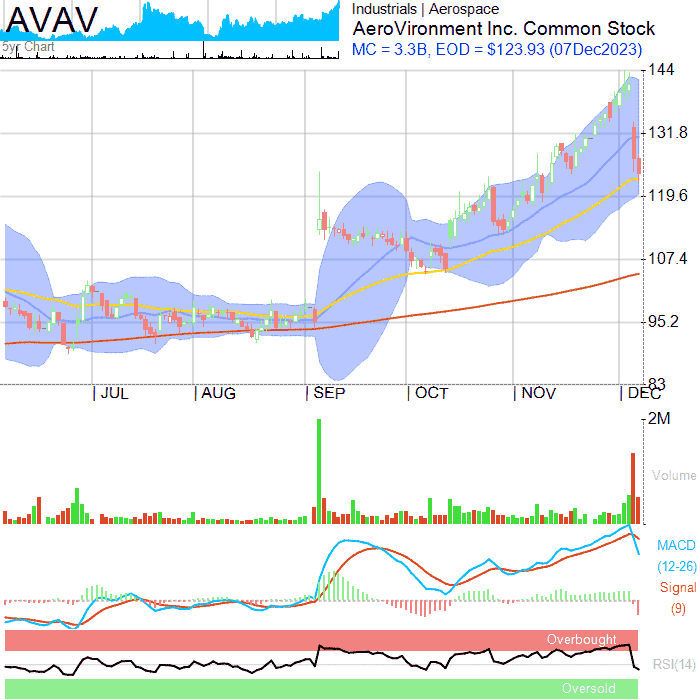 AVAV
5yr Chart
Industrials | Aerospace
AeroVironment Inc. Common Stock
MC = 3.3B, EOD = $123.93 (07Dec2023)
144
131.8
119.6
107.4
95.2
83
JUL AUG SEP OCT NOV DEC
2M
Volume
MACD
(12-26)
Signal
(9)
Overbought
RSI(14)
Oversold